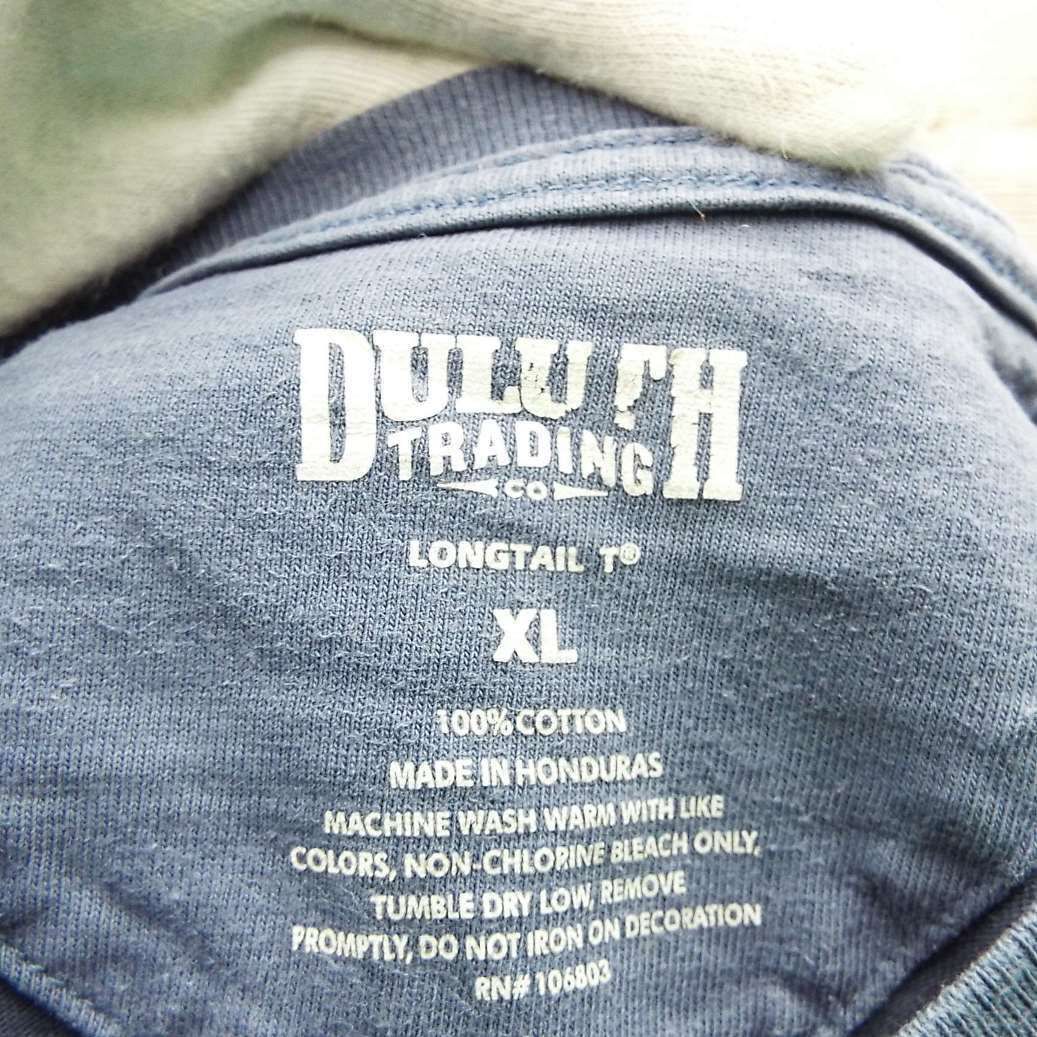 DULUTH
TRADING
CO
LONGTAIL T®
XL
100% COTTON
MADE IN HONDURAS
MACHINE WASH WARM WITH LIKE
COLORS, NON-CHLORINE BLEACH ONLY,
TUMBLE DRY LOW, REMOVE
PROMPTLY, DO NOT IRON ON DECORATION
RN# 106803